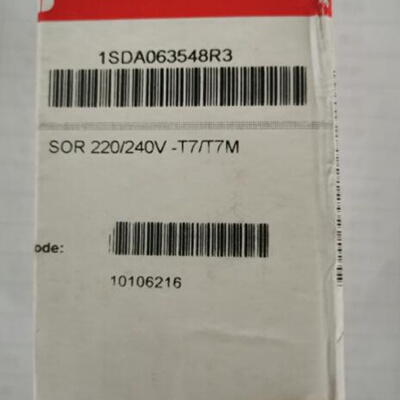 1SDA063548R3
SOR 220/240V -T7/T7M
ode:
10106216